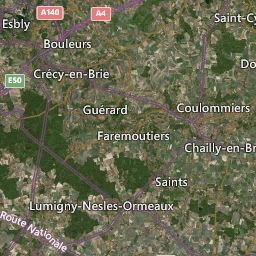 Esbly
A140
A4
Saint-Cy
Bouleurs
Do
Crécy-en-Brie
E50
Guérard
Coulommiers
Faremoutiers
Chailly-en-Br
Saints
Lumigny-Nesles-Ormeaux
Route Nationale